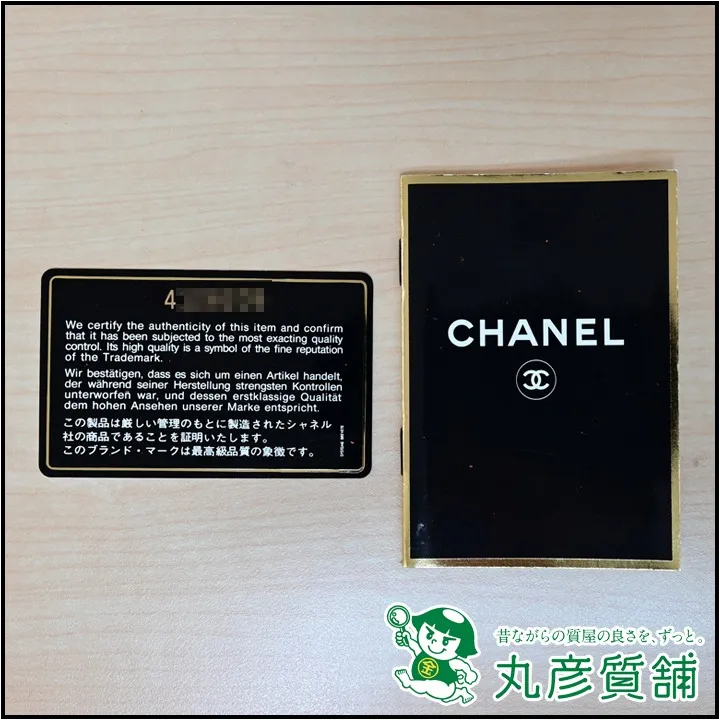 4
We certify the authenticity of this item and confirm
that it has been subjected to the most exacting quality
control. Its high quality is a symbol of the fine reputation
of the Trademark.
Wir bestätigen, dass es sich um einen Artikel handelt,
der während seiner Herstellung strengsten Kontrollen
unterworfen war, und dessen erstklassige Qualität
dem hohen Ansehen unserer Marke entspricht.
この製品は厳しい管理のもとに製造されたシャネル
社の商品であることを証明いたします。
このブランド・マークは最高級品質の象徴です。
CHANEL
昔ながらの質屋の良さを、ずっと。
金
丸彦質舗